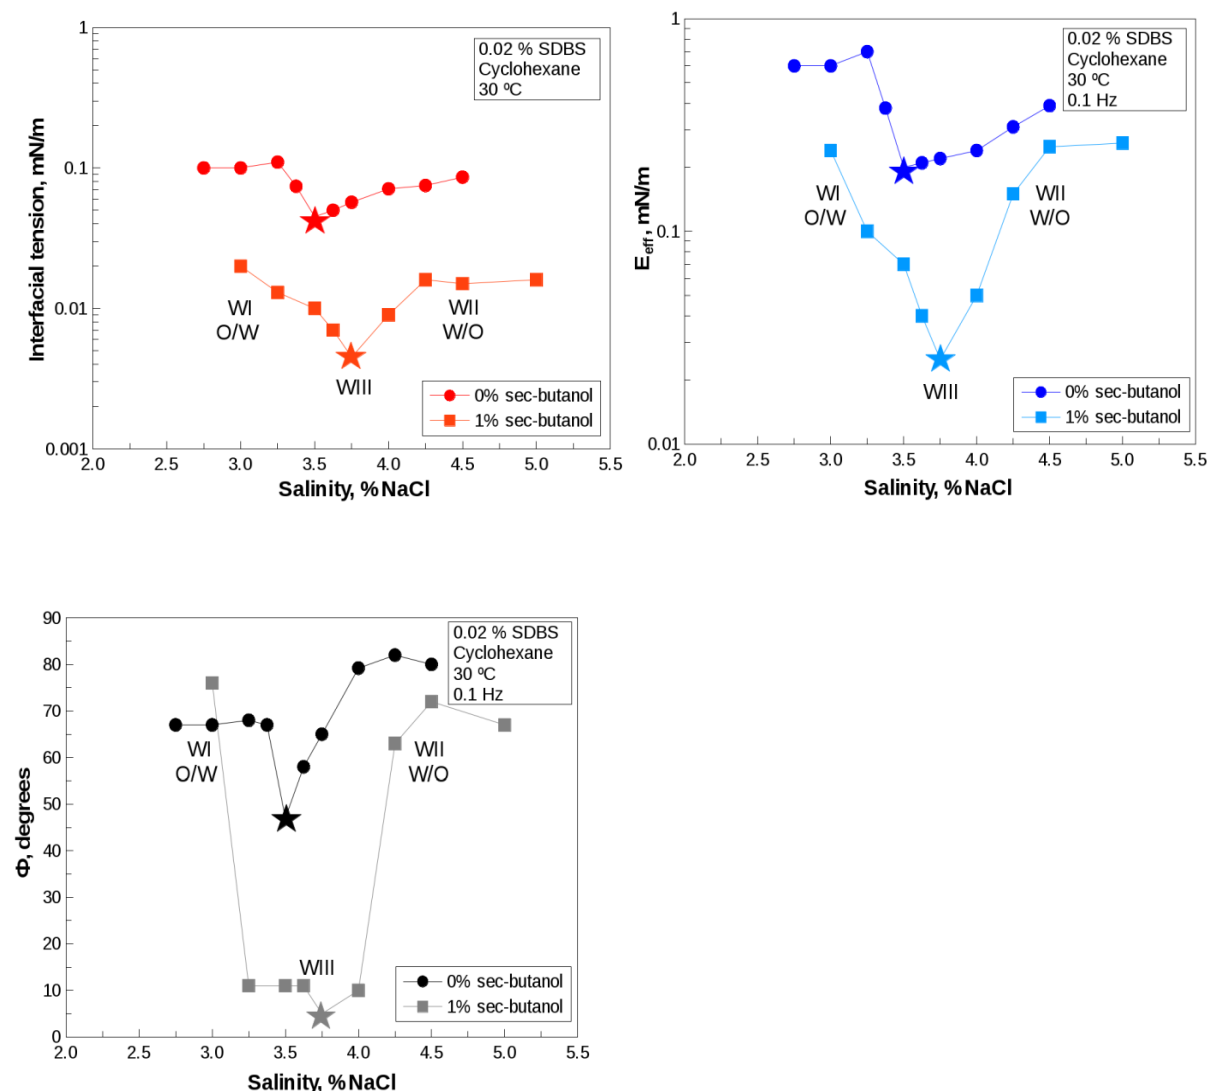 1
0.1
0.01
0.001
Interfacial tension, mN/m
0.02 % SDBS
Cyclohexane
30 ºC
WI
O/W
WIII
WII
W/O
0% sec-butanol
1% sec-butanol
2.0 2.5 3.0 3.5 4.0 4.5 5.0 5.5
Salinity, %NaCl
1
0.1
0.01
Eeff, mN/m
0.02 % SDBS
Cyclohexane
30 ºC
0.1 Hz
WI
O/W
WII
W/O
WIII
0% sec-butanol
1% sec-butanol
2.0 2.5 3.0 3.5 4.0 4.5 5.0 5.5
Salinity, %NaCl
90
80
70
60
50
40
30
20
10
0
Φ, degrees
0.02 % SDBS
Cyclohexane
30 ºC
0.1 Hz
WI
O/W
WII
W/O
WIII
0% sec-butanol
1% sec-butanol
2.0 2.5 3.0 3.5 4.0 4.5 5.0 5.5
Salinity, %NaCl